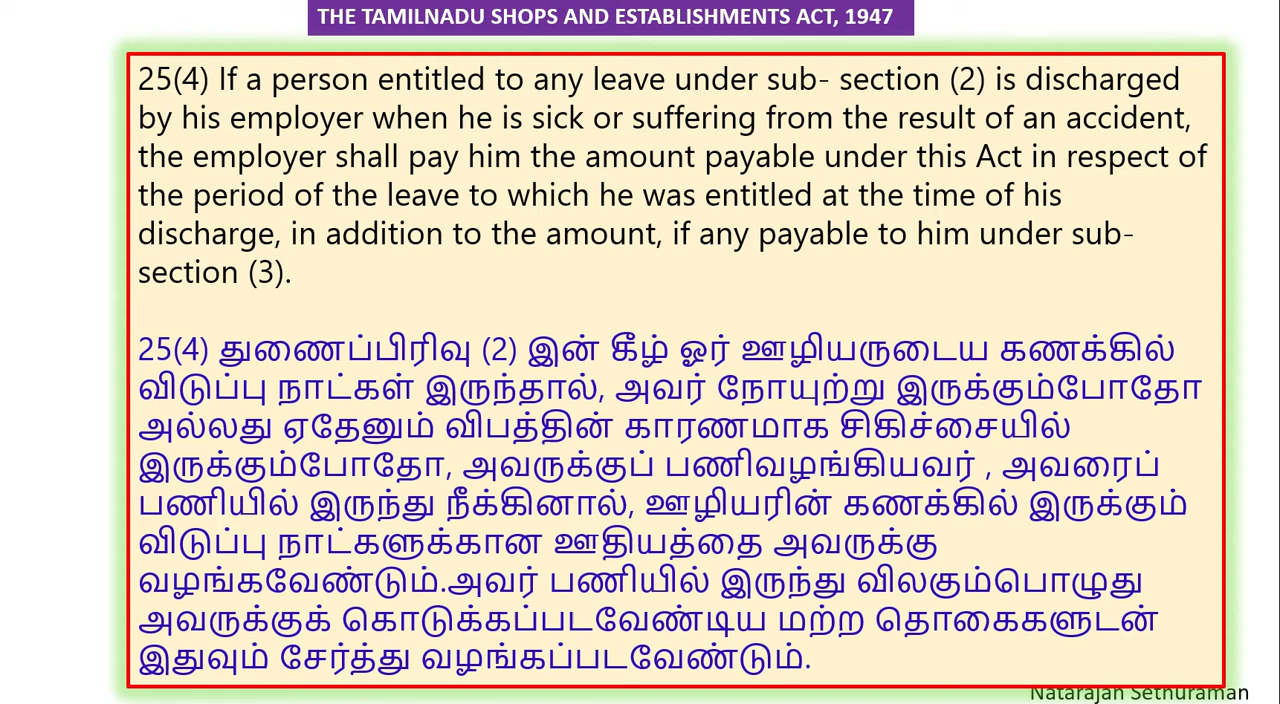 THE TAMILNADU SHOPS AND ESTABLISHMENTS ACT, 1947
25(4) If a person entitled to any leave under sub- section (2) is discharged
by his employer when he is sick or suffering from the result of an accident,
the employer shall pay him the amount payable under this Act in respect of
the period of the leave to which he was entitled at the time of his
discharge, in addition to the amount, if any payable to him under sub-
section (3).
25(4) துணைப்பிரிவு (2) இன் கீழ் ஓர் ஊழியருடைய கணக்கில்
விடுப்பு நாட்கள் இருந்தால், அவர் நோயுற்று இருக்கும்போதோ
அல்லது ஏதேனும் விபத்தின் காரணமாக சிகிச்சையில்
இருக்கும்போதோ, அவருக்குப் பணிவழங்கியவர் , அவரைப்
பணியில் இருந்து நீக்கினால், ஊழியரின் கணக்கில் இருக்கும்
விடுப்பு நாட்களுக்கான ஊதியத்தை அவருக்கு
வழங்கவேண்டும்.அவர் பணியில் இருந்து விலகும்பொழுது
அவருக்குக் கொடுக்கப்படவேண்டிய மற்ற தொகைகளுடன்
இதுவும் சேர்த்து வழங்கப்படவேண்டும்.
Natarajan Sethuraman